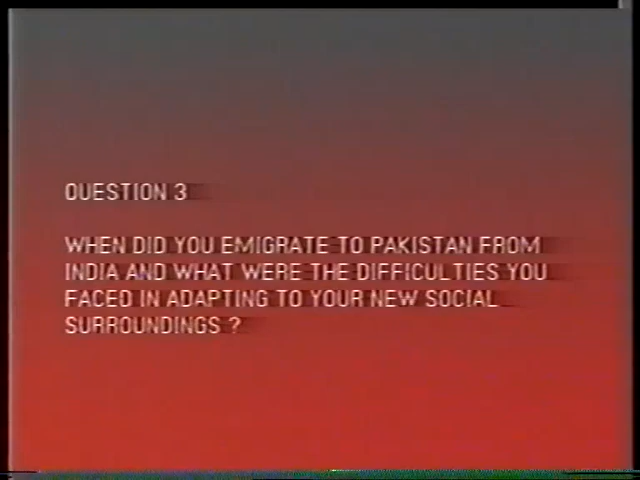 QUESTION 3
WHEN DID YOU EMIGRATE TO PAKISTAN FROM
INDIA AND WHAT WERE THE DIFFICULTIES YOU
FACED IN ADAPTING TO YOUR NEW SOCIAL
SURROUNDINGS ?